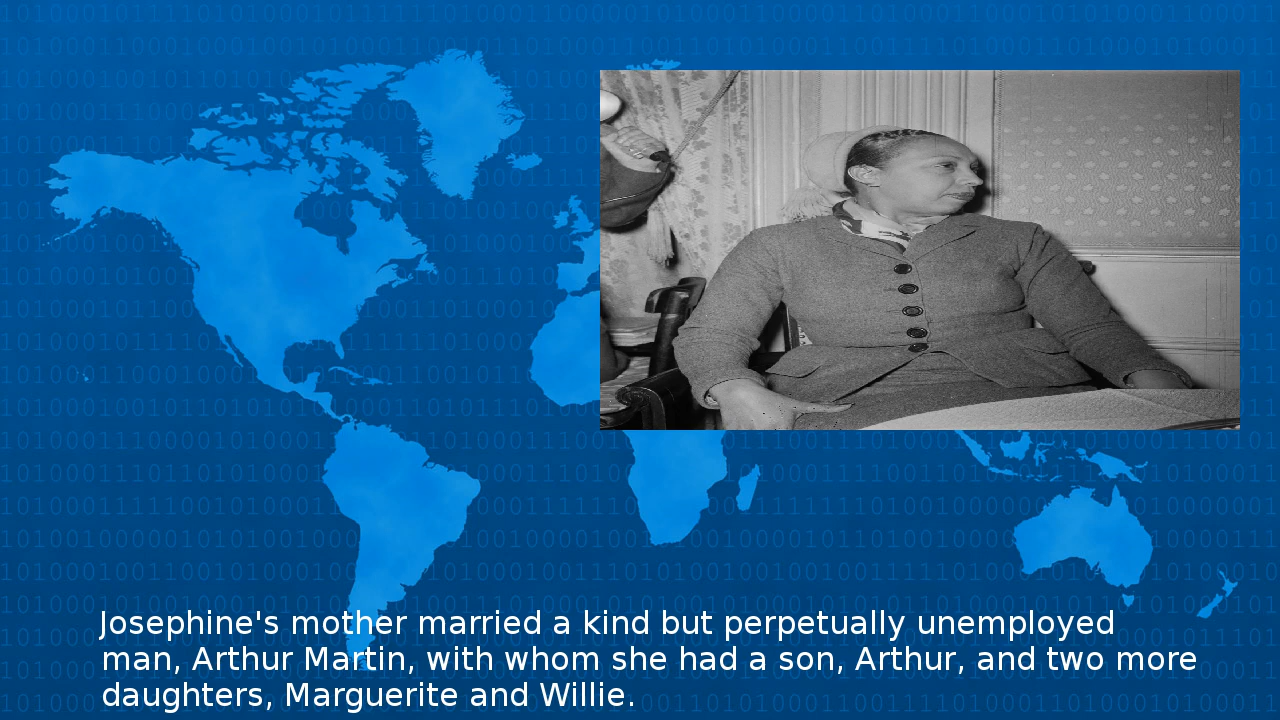 Josephine's mother married a kind but perpetually unemployed
man, Arthur Martin, with whom she had a son, Arthur, and two more
daughters, Marguerite and Willie.